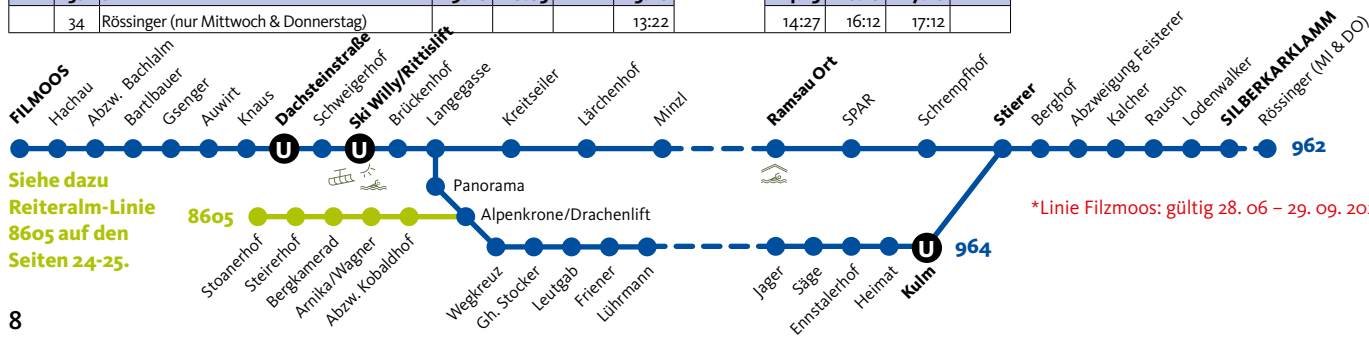 34 Rössinger (nur Mittwoch & Donnerstag) 13:22 14:27 16:12 17:12
FILMOOS
Hachau
Abzw. Bachlalm
Bartlbauer
Gsenger
Auwirt
Knaus
Dachsteinstraße
Schweigerhof
Ski Willy/Rittislift
Brückenhof
Langegasse
Kreitseiler
Lärchenhof
Minzl
Ramsau Ort
SPAR
Schrempfhof
Stierer
Berghof
Abzweigung Feisterer
Kalcher
Rausch
Lodenwalker
SILBERKARKLAMM
Rössinger (MI & DO)
U
U
962
Siehe dazu
Reiteralm-Linie
8605 auf den
Seiten 24-25.
8605
Panorama
Alpenkrone/Drachenlift
*Linie Filzmoos: gültig 28. 06 – 29. 09. 20
U
964
Stoanerhof
Steirerhof
Bergkamerad
Arnika/Wagner
Abzw. Kobaldhof
Wegkreuz
Gh. Stocker
Leutgab
Friener
Lührmann
Jager
Säge
Ennstalerhof
Heimat
Kulm
8